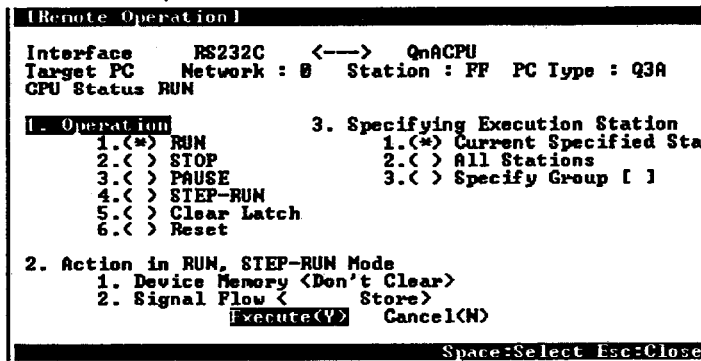 [Remote Operation]
Interface RS232C <---> QnACPU
Target PC Network : 0 Station : FF PC Type : Q3A
CPU Status RUN
1. Operation
1.(*) RUN
2.( ) STOP
3.( ) PAUSE
4.( ) STEP-RUN
5.( ) Clear Latch
6.( ) Reset
3. Specifying Execution Station
1.(*) Current Specified Sta
2.( ) All Stations
3.( ) Specify Group [ ]
2. Action in RUN, STEP-RUN Mode
1. Device Memory <Don't Clear>
2. Signal Flow < Store>
Execute(Y) Cancel(N)
Space:Select Esc:Close